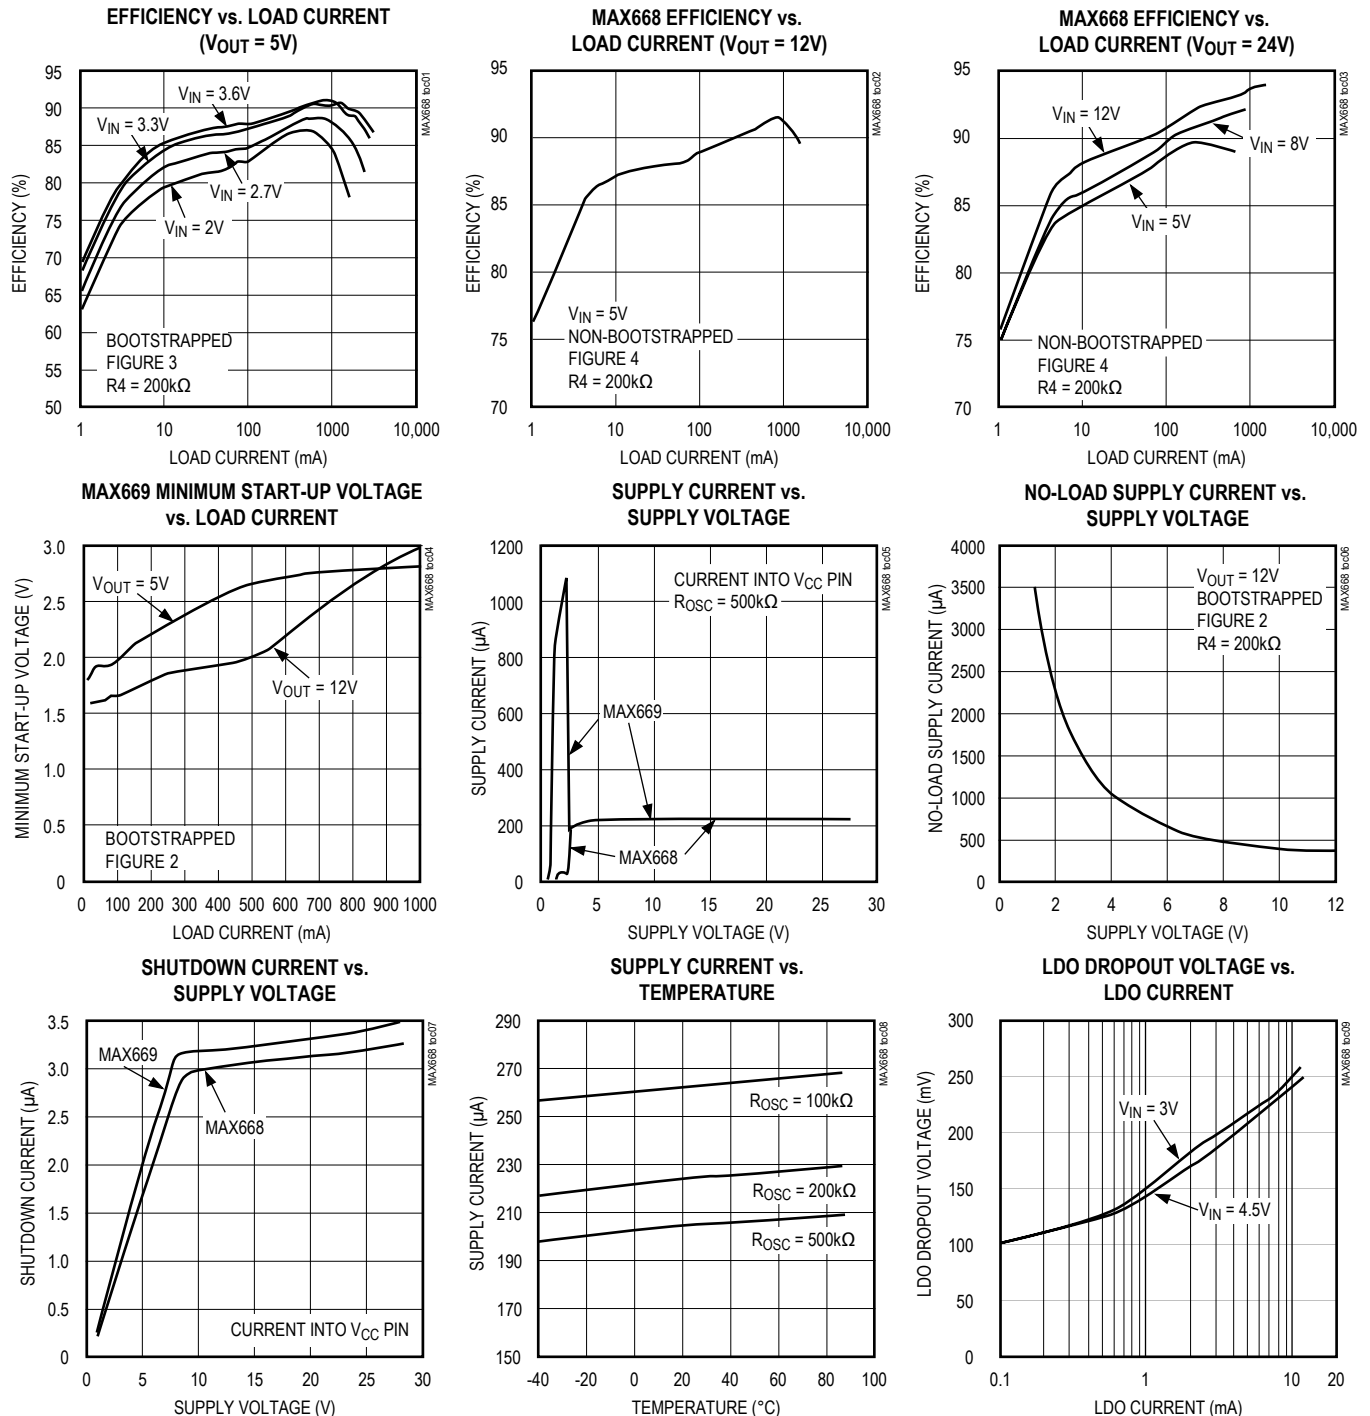 EFFICIENCY vs. LOAD CURRENT
(VOUT = 5V)
95
90
85
80
75
70
65
60
55
50
EFFICIENCY (%)
VIN = 3.6V
VIN = 3.3V
VIN = 2.7V
VIN = 2V
BOOTSTRAPPED
FIGURE 3
R4 = 200kΩ
MAX668 toc01
1 10 100 1000 10,000
LOAD CURRENT (mA)
MAX668 EFFICIENCY vs.
LOAD CURRENT (VOUT = 12V)
95
90
85
80
75
70
EFFICIENCY (%)
VIN = 5V
NON-BOOTSTRAPPED
FIGURE 4
R4 = 200kΩ
MAX668 toc02
1 10 100 1000 10,000
LOAD CURRENT (mA)
MAX668 EFFICIENCY vs.
LOAD CURRENT (VOUT = 24V)
95
90
85
80
75
70
EFFICIENCY (%)
VIN = 12V
VIN = 8V
VIN = 5V
NON-BOOTSTRAPPED
FIGURE 4
R4 = 200kΩ
MAX668 toc03
1 10 100 1000 10,000
LOAD CURRENT (mA)
MAX669 MINIMUM START-UP VOLTAGE
vs. LOAD CURRENT
3.0
2.5
2.0
1.5
1.0
0.5
0
MINIMUM START-UP VOLTAGE (V)
VOUT = 5V
VOUT = 12V
BOOTSTRAPPED
FIGURE 2
MAX668 toc04
0 100 200 300 400 500 600 700 800 900 1000
LOAD CURRENT (mA)
SUPPLY CURRENT vs.
SUPPLY VOLTAGE
1200
1000
800
600
400
200
0
SUPPLY CURRENT (µA)
CURRENT INTO VCC PIN
ROSC = 500kΩ
MAX669
MAX668
MAX668 toc05
0 5 10 15 20 25 30
SUPPLY VOLTAGE (V)
NO-LOAD SUPPLY CURRENT vs.
SUPPLY VOLTAGE
4000
3500
3000
2500
2000
1500
1000
500
0
NO-LOAD SUPPLY CURRENT (µA)
VOUT = 12V
BOOTSTRAPPED
FIGURE 2
R4 = 200kΩ
MAX668 toc06
0 2 4 6 8 10 12
SUPPLY VOLTAGE (V)
SHUTDOWN CURRENT vs.
SUPPLY VOLTAGE
3.5
3.0
2.5
2.0
1.5
1.0
0.5
0
SHUTDOWN CURRENT (µA)
MAX669
MAX668
CURRENT INTO VCC PIN
MAX668 toc07
0 5 10 15 20 25 30
SUPPLY VOLTAGE (V)
SUPPLY CURRENT vs.
TEMPERATURE
290
270
250
230
210
190
170
150
SUPPLY CURRENT (µA)
ROSC = 100kΩ
ROSC = 200kΩ
ROSC = 500kΩ
MAX668 toc08
-40 -20 0 20 40 60 80 100
TEMPERATURE (°C)
LDO DROPOUT VOLTAGE vs.
LDO CURRENT
300
250
200
150
100
50
0
LDO DROPOUT VOLTAGE (mV)
VIN = 3V
VIN = 4.5V
MAX668 toc09
0.1 1 10 20
LDO CURRENT (mA)